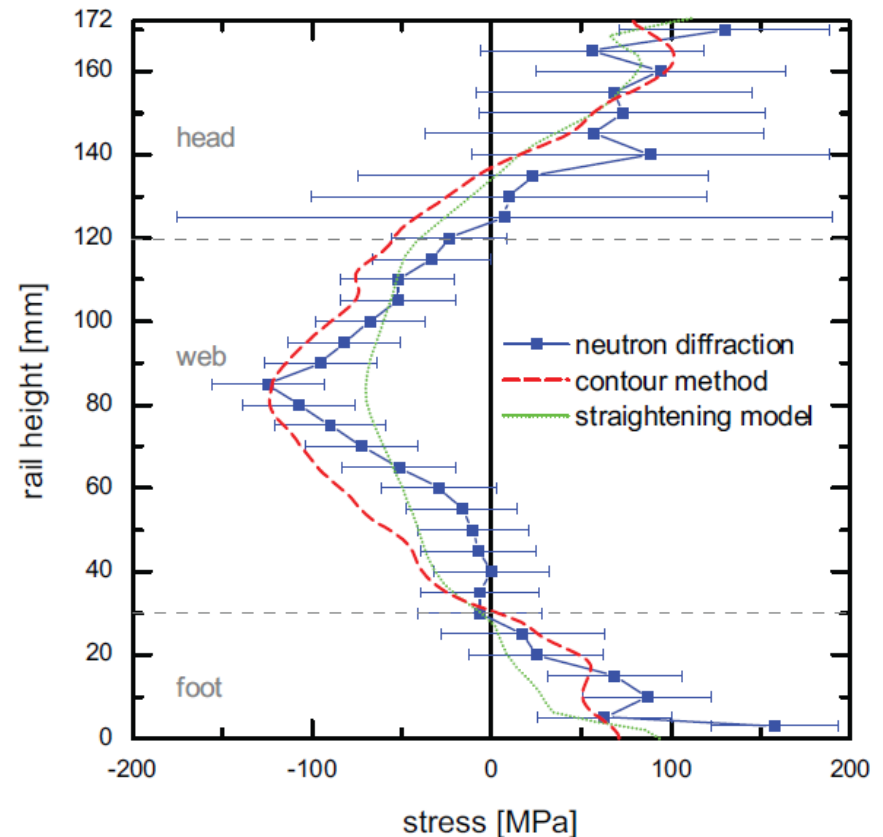 172
160
head
140
120
100
neutron diffraction
web
contour method
80
straightening model
60
40
20
foot
0
-200
-100
0
100
200
rail height [mm]
stress [MPa]